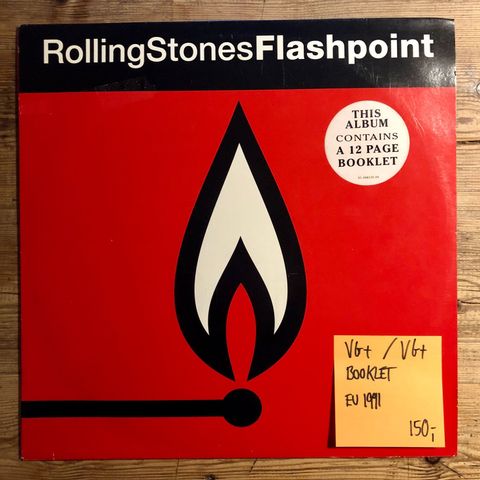 RollingStonesFlashpoint
THIS
ALBUM
CONTAINS
A 12 PAGE
BOOKLET
VG+ / VG+
BOOKLET
EU 1991
150,-